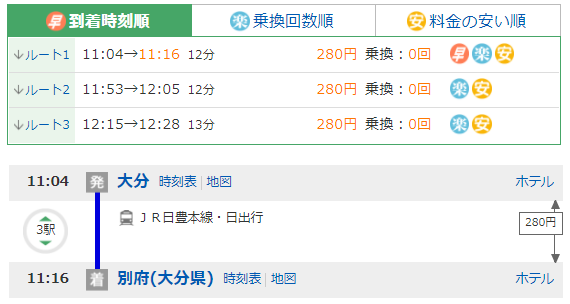 早 到着時刻順 楽 乗換回数順 安 料金の安い順
↓ルート1 11:04→11:16 12分 280円 乗換：0回 早 楽 安
↓ルート2 11:53→12:05 12分 280円 乗換：0回 楽 安
↓ルート3 12:15→12:28 13分 280円 乗換：0回 楽 安
11:04 発 大分 時刻表｜地図 ホテル
3駅 ＪＲ日豊本線・日出行 280円
11:16 着 別府(大分県) 時刻表｜地図 ホテル